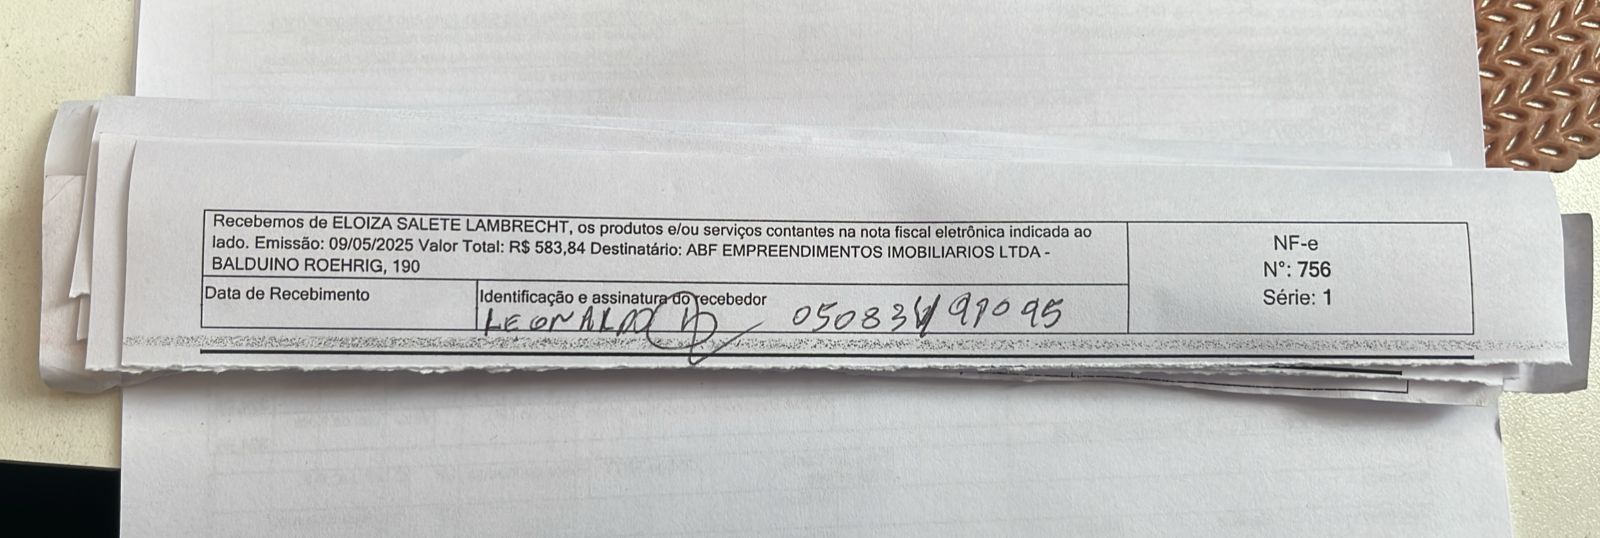 Recebemos de ELOIZA SALETE LAMBRECHT, os produtos e/ou serviços contantes na nota fiscal eletrônica indicada ao
lado. Emissão: 09/05/2025 Valor Total: R$ 583,84 Destinatário: ABF EMPREENDIMENTOS IMOBILIARIOS LTDA -
BALDUINO ROEHRIG, 190
NF-e
N°: 756
Série: 1
Data de Recebimento
Identificação e assinatura do recebedor
LEONALDO